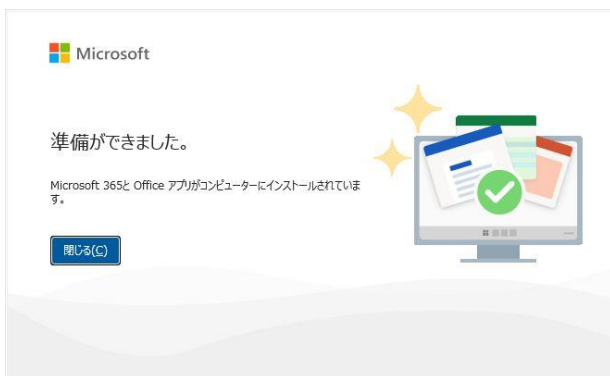 Microsoft
準備ができました。
Microsoft 365と Office アプリがコンピューターにインストールされていま
す。
閉じる(C)